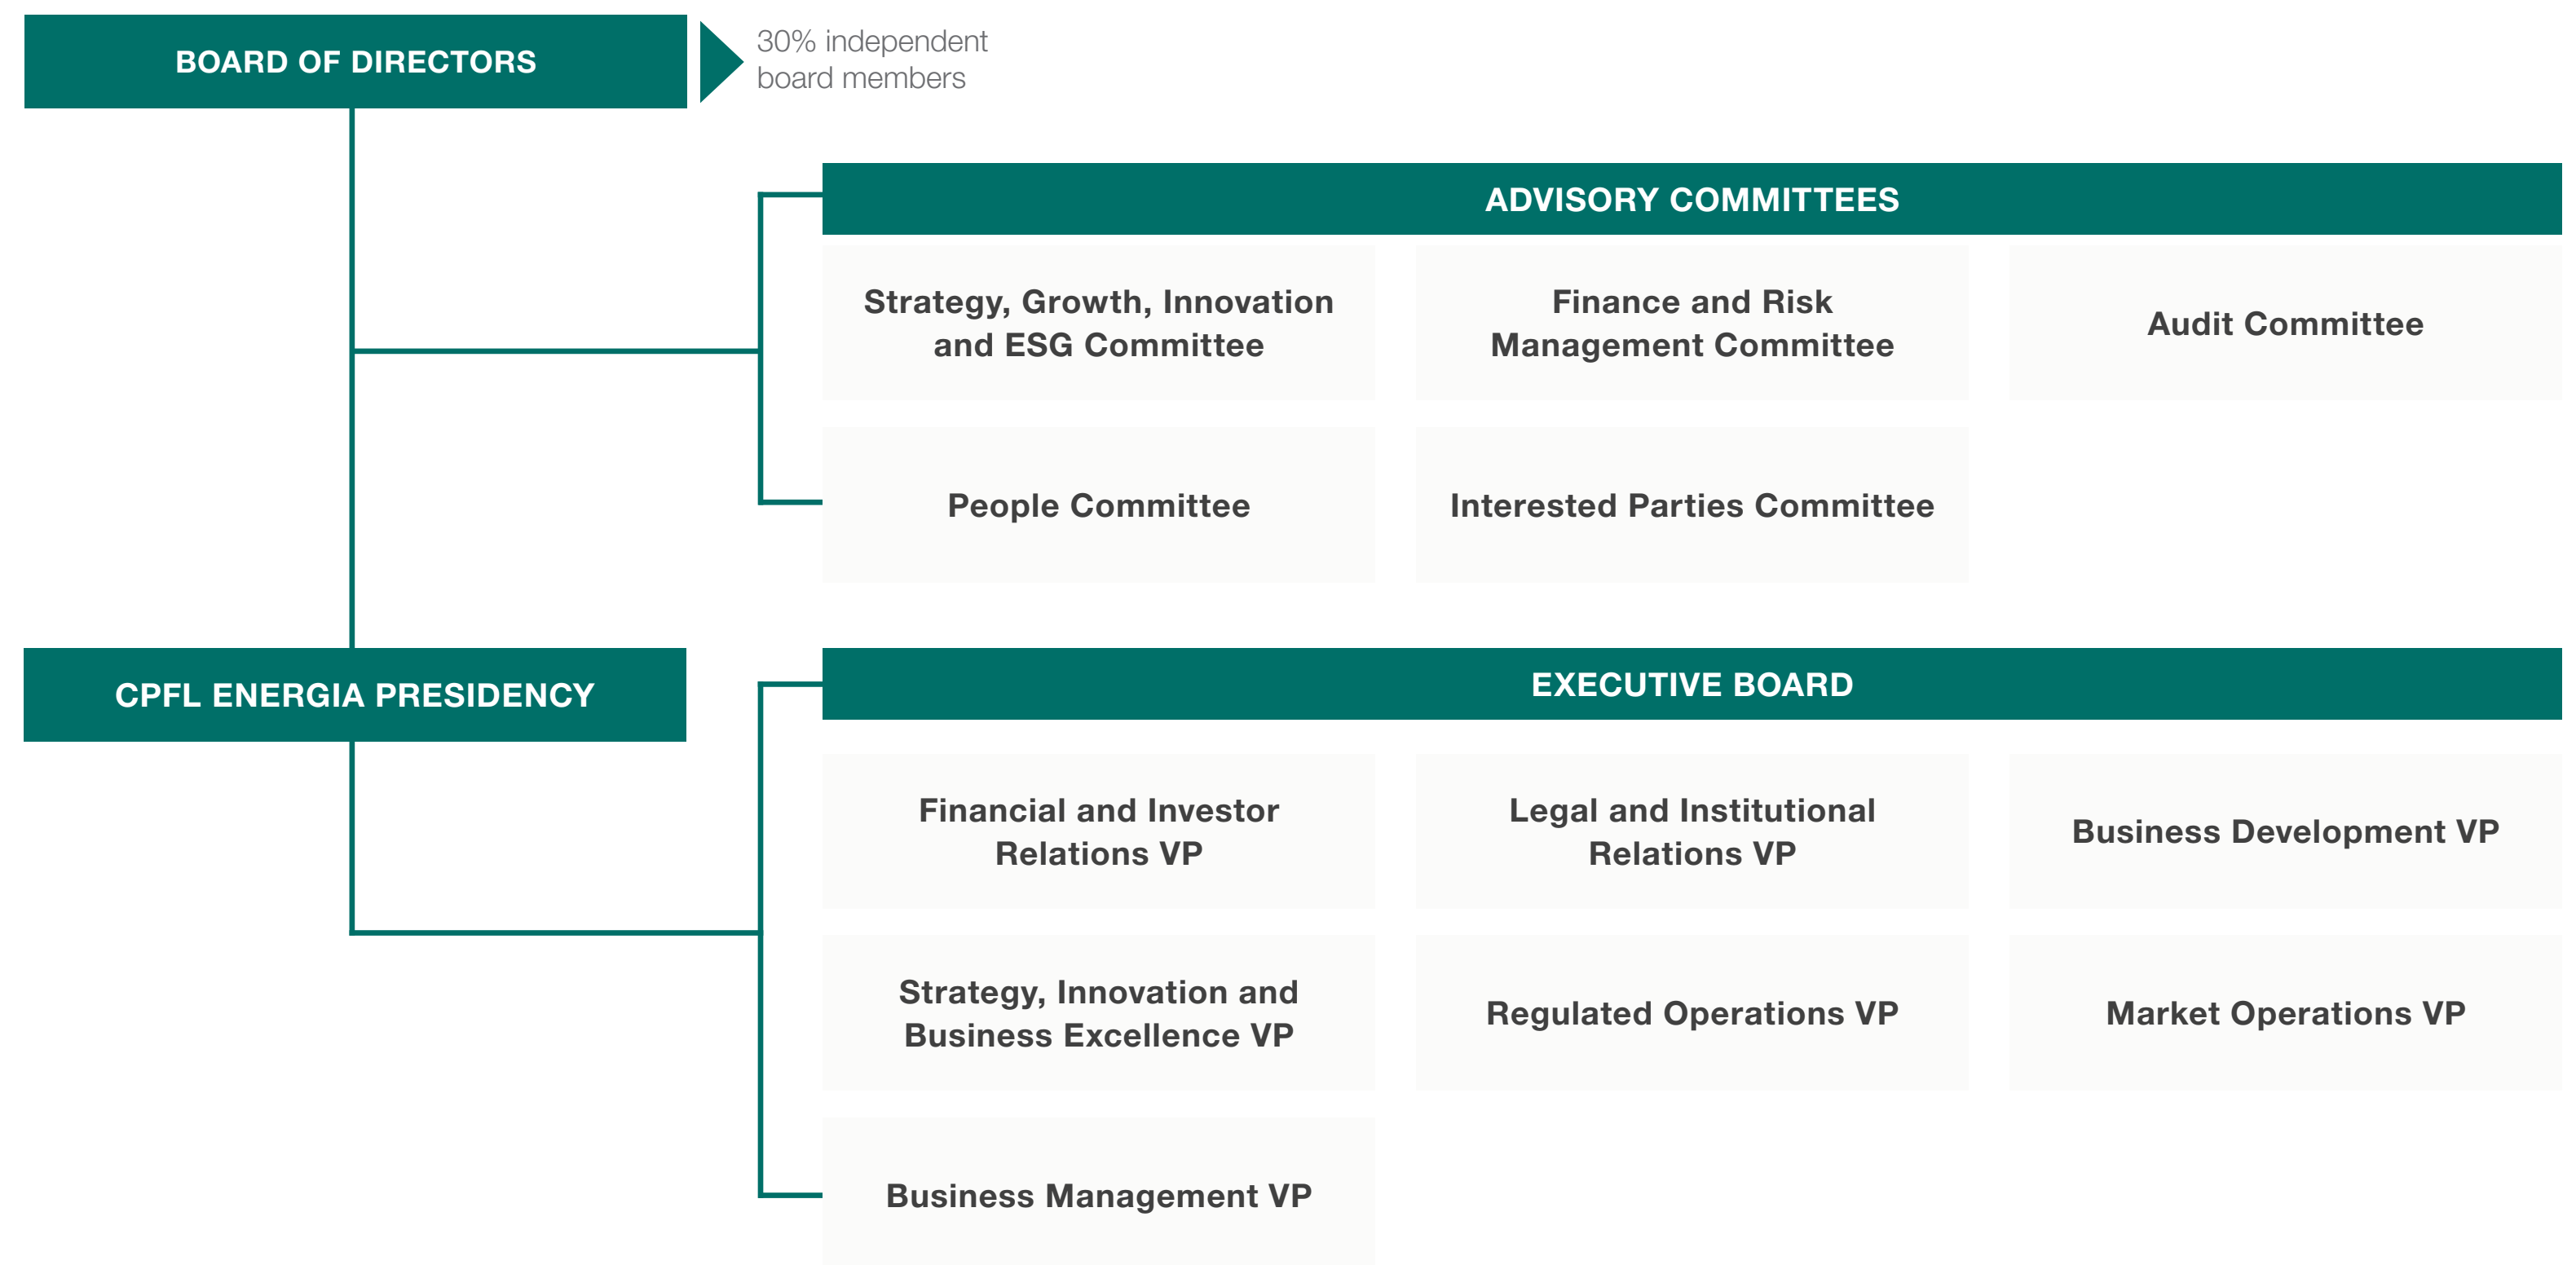 BOARD OF DIRECTORS
30% independent
board members
ADVISORY COMMITTEES
Strategy, Growth, Innovation
and ESG Committee
Finance and Risk
Management Committee
Audit Committee
People Committee
Interested Parties Committee
CPFL ENERGIA PRESIDENCY
EXECUTIVE BOARD
Financial and Investor
Relations VP
Legal and Institutional
Relations VP
Business Development VP
Strategy, Innovation and
Business Excellence VP
Regulated Operations VP
Market Operations VP
Business Management VP